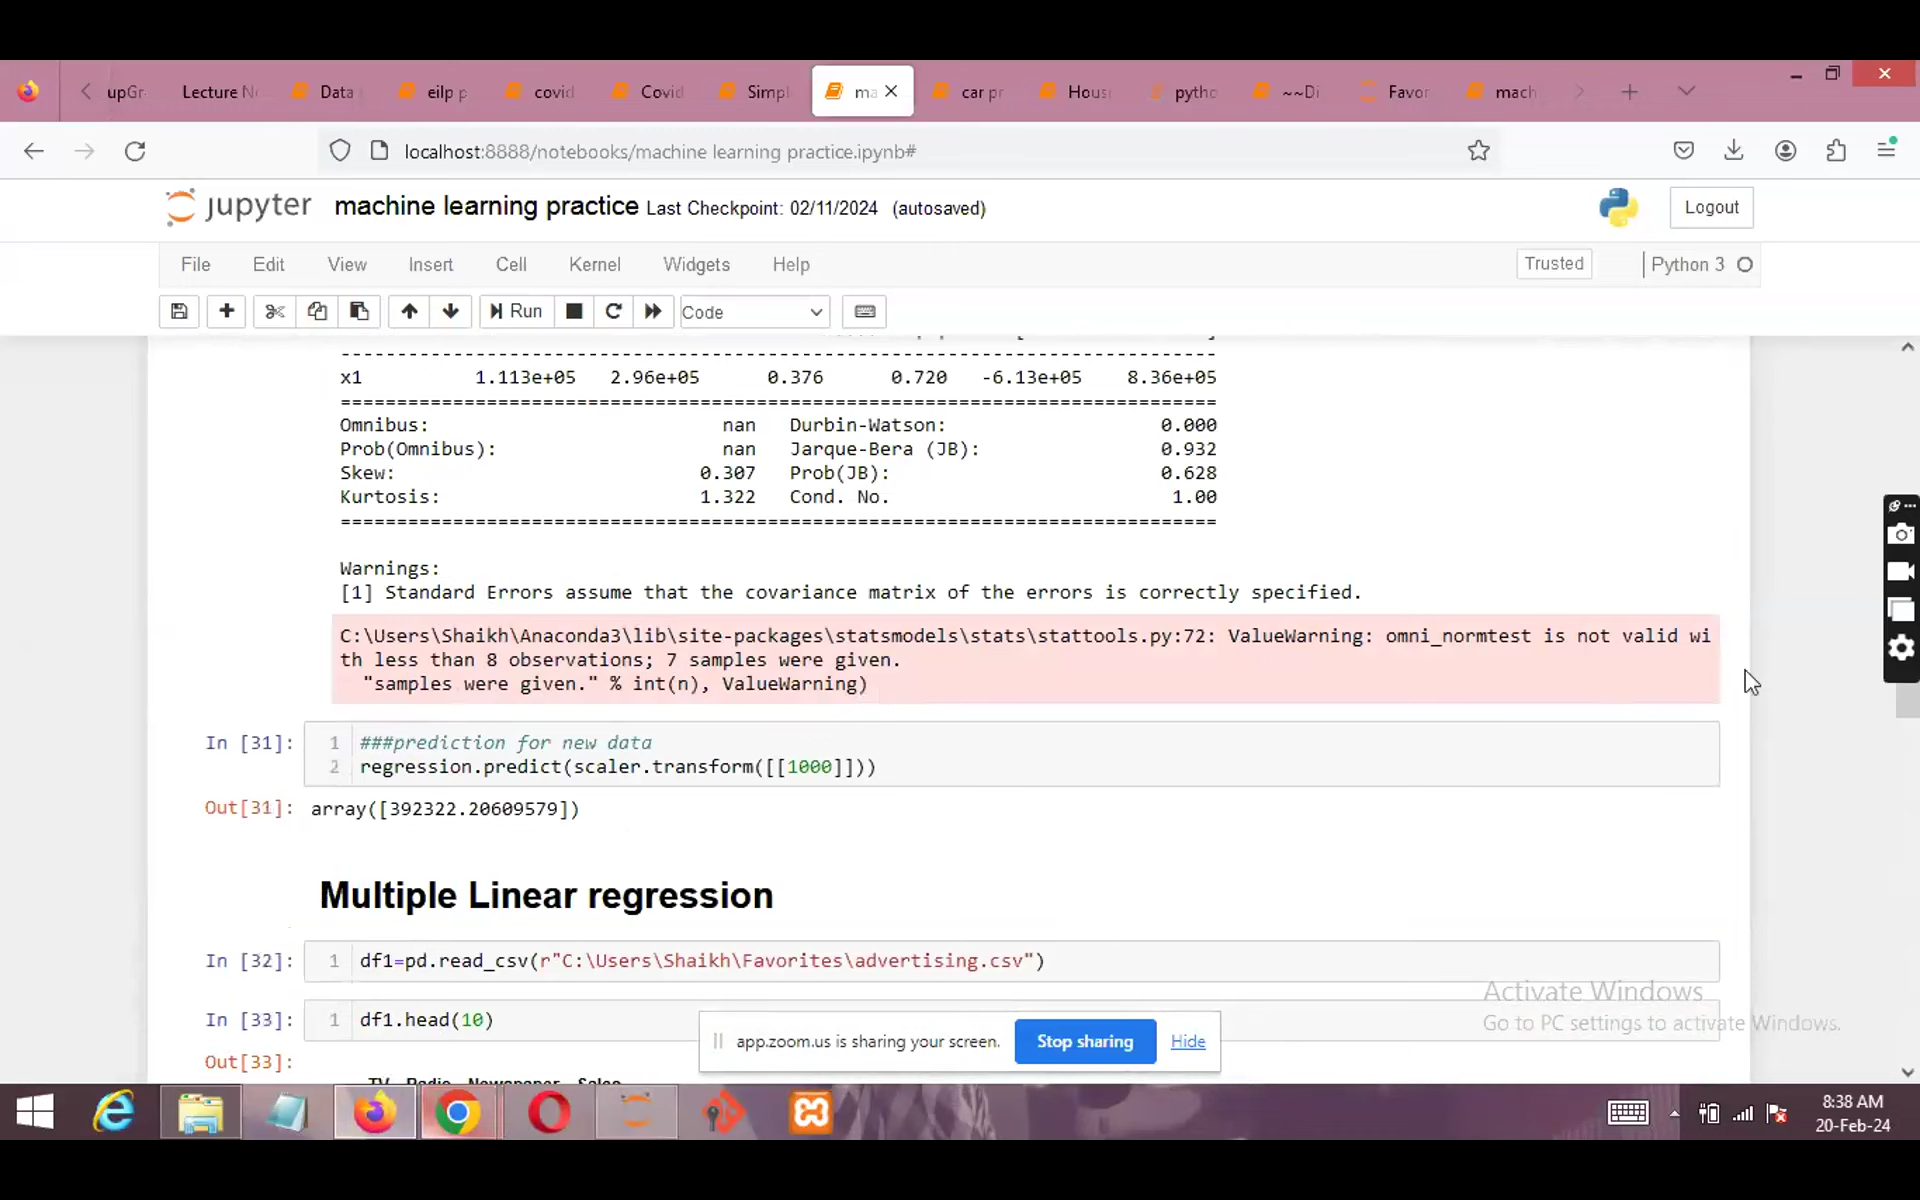 upGr
Lecture N
Data
eilp p
covid
Covid
Simpl
ma
car pr
Hous
pytho
~~Di
Favor
mach
localhost:8888/notebooks/machine learning practice.ipynb#
jupyter machine learning practice Last Checkpoint: 02/11/2024 (autosaved)
Logout
File Edit View Insert Cell Kernel Widgets Help
Trusted
Python 3
Run
Code
------------------------------------------------------------------------------
x1 1.113e+05 2.96e+05 0.376 0.720 -6.13e+05 8.36e+05
==============================================================================
Omnibus: nan Durbin-Watson: 0.000
Prob(Omnibus): nan Jarque-Bera (JB): 0.932
Skew: 0.307 Prob(JB): 0.628
Kurtosis: 1.322 Cond. No. 1.00
==============================================================================
Warnings:
[1] Standard Errors assume that the covariance matrix of the errors is correctly specified.
C:\Users\Shaikh\Anaconda3\lib\site-packages\statsmodels\stats\stattools.py:72: ValueWarning: omni_normtest is not valid wi
th less than 8 observations; 7 samples were given.
"samples were given." % int(n), ValueWarning)
In [31]:
1 ###prediction for new data
2 regression.predict(scaler.transform([[1000]]))
Out[31]: array([392322.20609579])
Multiple Linear regression
In [32]: 1 df1=pd.read_csv(r"C:\Users\Shaikh\Favorites\advertising.csv")
In [33]: 1 df1.head(10)
Out[33]:
TV Radio Newspaper Sales
Activate Windows
Go to PC settings to activate Windows.
app.zoom.us is sharing your screen.
Stop sharing
Hide
8:38 AM
20-Feb-24